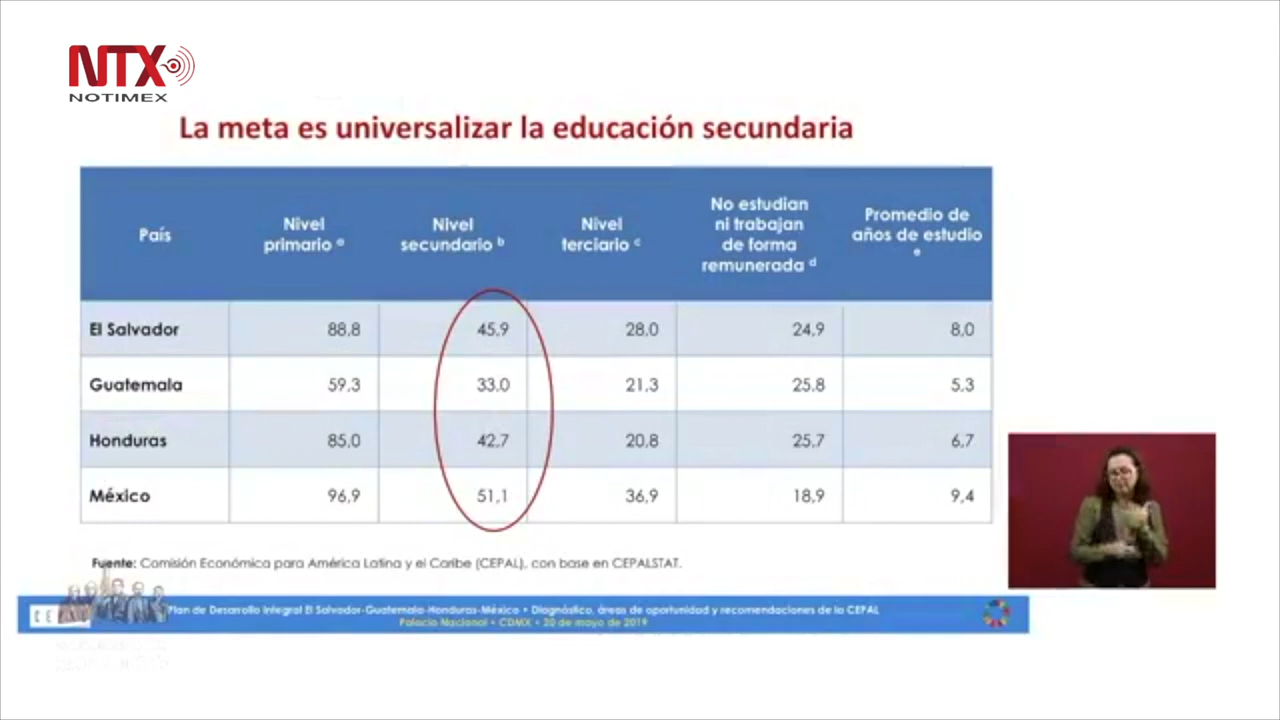 NTX
NOTIMEX
La meta es universalizar la educación secundaria
País
Nivel
primario a
Nivel
secundario b
Nivel
terciario c
No estudian
ni trabajan
de forma
remunerada d
Promedio de
años de estudio
e
El Salvador 88,8 45,9 28,0 24,9 8,0
Guatemala 59,3 33,0 21,3 25,8 5,3
Honduras 85,0 42,7 20,8 25,7 6,7
México 96,9 51,1 36,9 18,9 9,4
Fuente: Comisión Económica para América Latina y el Caribe (CEPAL), con base en CEPALSTAT.
Plan de Desarrollo Integral El Salvador-Guatemala-Honduras-México • Diagnóstico, áreas de oportunidad y recomendaciones de la CEPAL
Palacio Nacional • CDMX • 20 de mayo de 2019